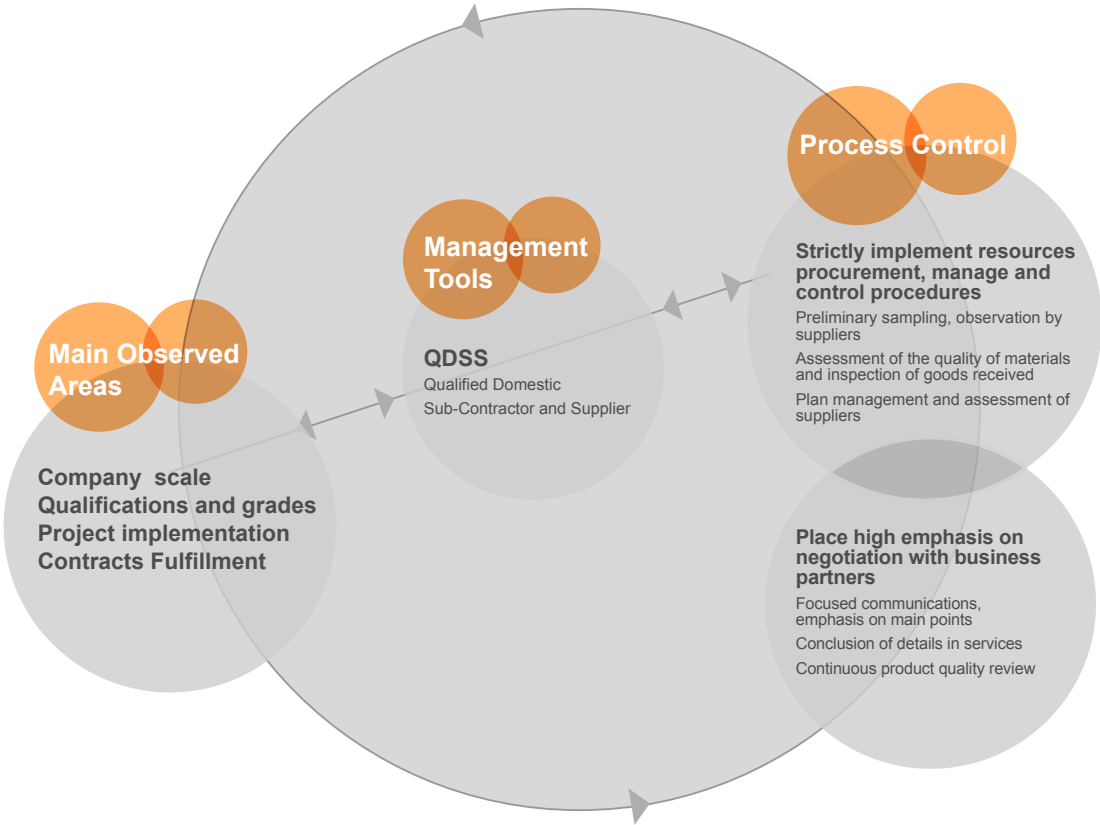 Main Observed
Areas
Company scale
Qualifications and grades
Project implementation
Contracts Fulfillment
Management
Tools
QDSS
Qualified Domestic
Sub-Contractor and Supplier
Process Control
Strictly implement resources
procurement, manage and
control procedures
Preliminary sampling, observation by
suppliers
Assessment of the quality of materials
and inspection of goods received
Plan management and assessment of
suppliers
Place high emphasis on
negotiation with business
partners
Focused communications,
emphasis on main points
Conclusion of details in services
Continuous product quality review